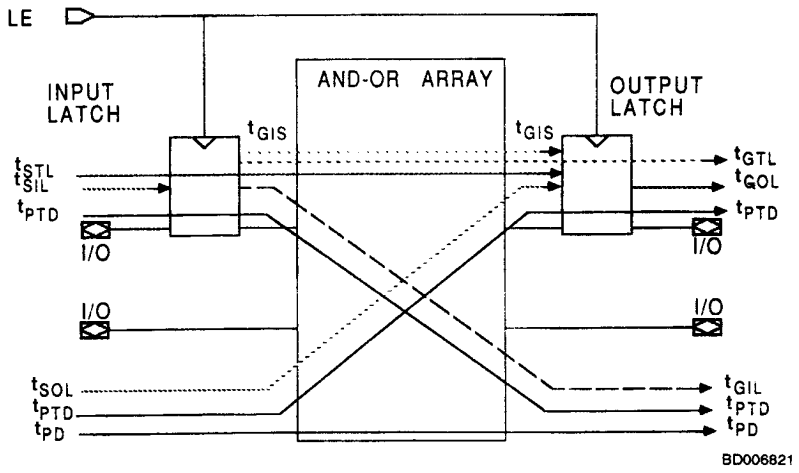 LE
AND-OR ARRAY
INPUT
LATCH
OUTPUT
LATCH
tGIS
tGIS
tSTL
tSIL
tPTD
I/O
I/O
tSOL
tPTD
tPD
tGTL
tGOL
tPTD
I/O
I/O
tGIL
tPTD
tPD
BD006821